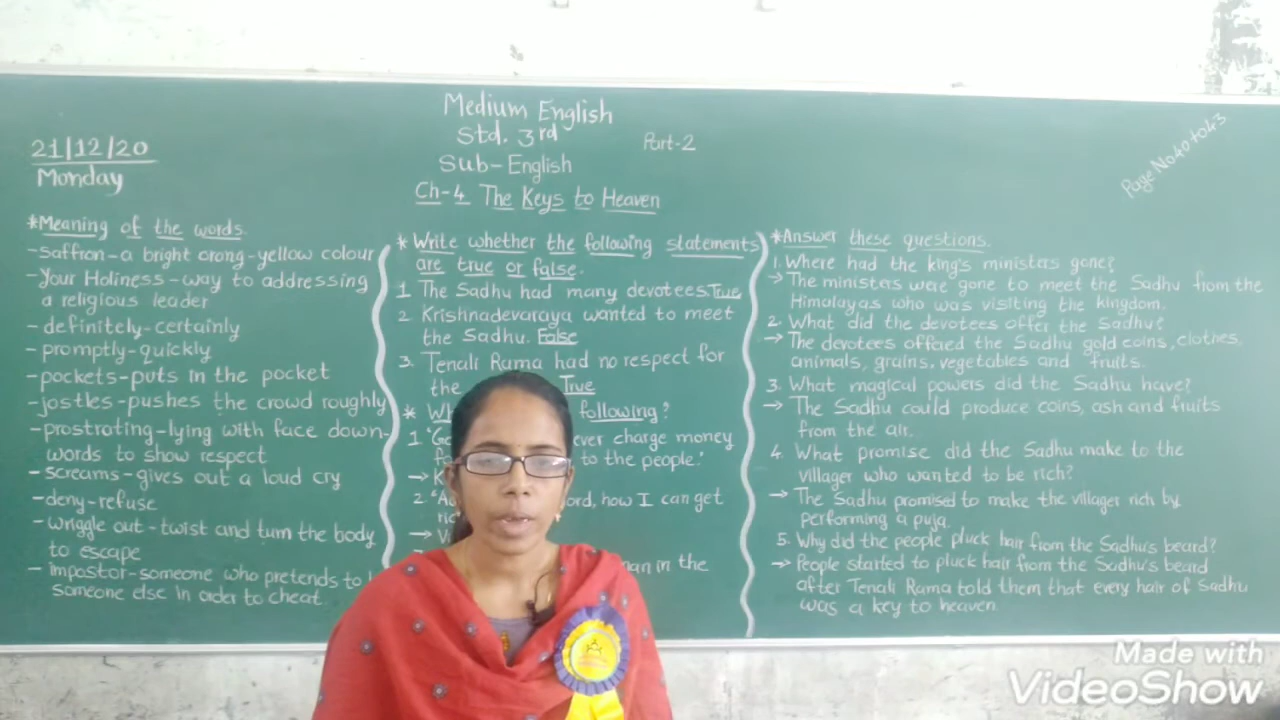 Medium English
Std. 3rd
Part-2
Sub-English
Ch-4 The Keys to Heaven
21/12/20
Monday
Page No 40 to 43
*Meaning of the words.
-Saffron-a bright orong-yellow colour
-Your Holiness-way to addressing
a religious leader
-definitely-certainly
-promptly-quickly
-pockets-puts in the pocket
-jostles-pushes the crowd roughly
-prostrating-lying with face down-
words to show respect
-screams-gives out a loud cry
-deny-refuse
-wriggle out-twist and turn the body
to escape
-impostor-someone who pretends to
someone else in order to cheat
* Write whether the following statements
are true or false.
1. The Sadhu had many devotees.True
2. Krishnadevaraya wanted to meet
the Sadhu. False
3. Tenali Rama had no respect for
the True
* following?
1 ever charge money
to the people.'
→
2 ord, how I can get
→
man in the
*Answer these questions.
1. Where had the king's ministers gone?
→ The ministers were gone to meet the Sadhu from the
Himalayas who was visiting the kingdom.
2. What did the devotees offer the Sadhu?
→ The devotees offered the Sadhu gold coins, clothes,
animals, grains, vegetables and fruits.
3. What magical powers did the Sadhu have?
→ The Sadhu could produce coins, ash and fruits
from the air.
4. What promise did the Sadhu make to the
villager who wanted to be rich?
→ The Sadhu promised to make the villager rich by
performing a puja.
5. Why did the people pluck hair from the Sadhu's beard?
→ People started to pluck hair from the Sadhu's beard
after Tenali Rama told them that every hair of Sadhu
was a key to heaven
Made with
VideoShow